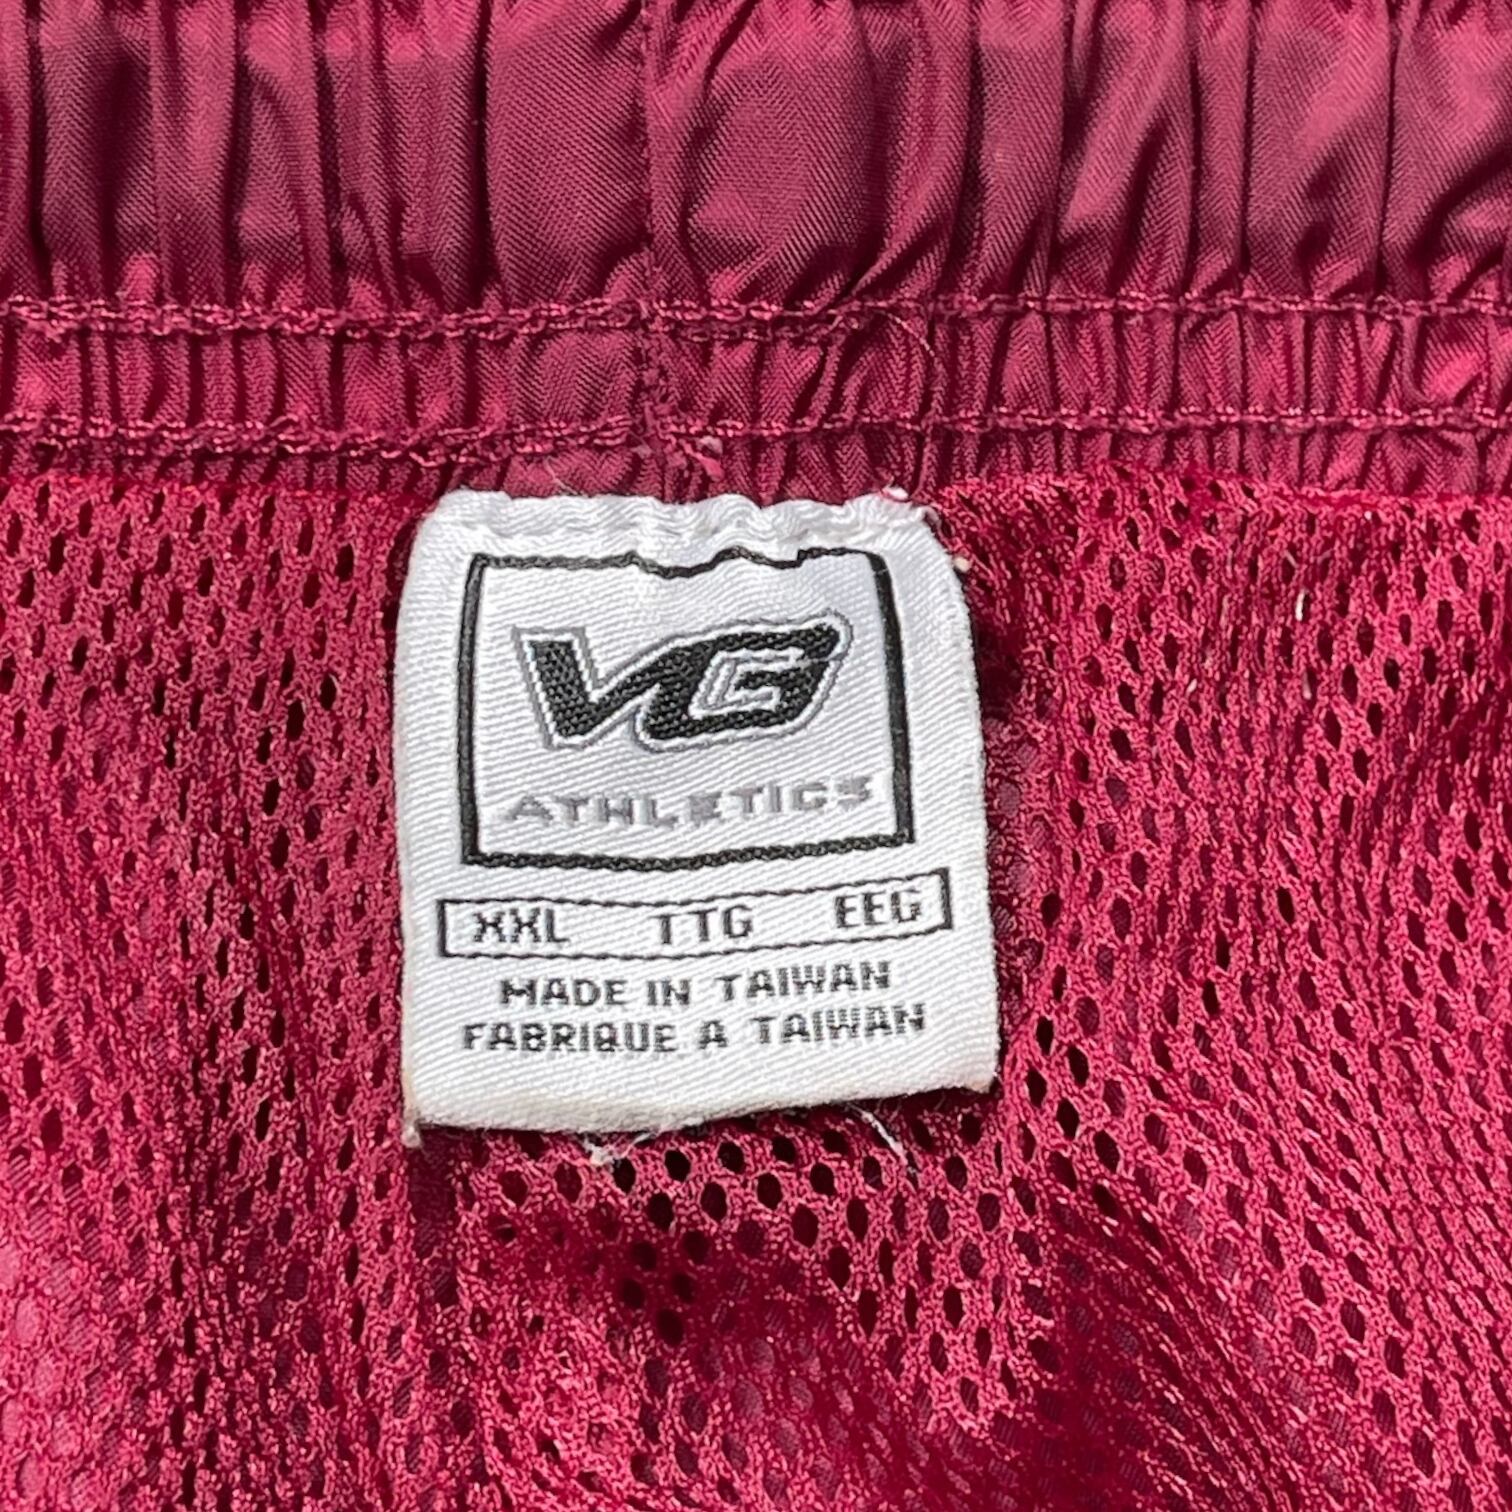 VG
ATHLETICS
XXL TTG EEG
MADE IN TAIWAN
FABRIQUE A TAIWAN